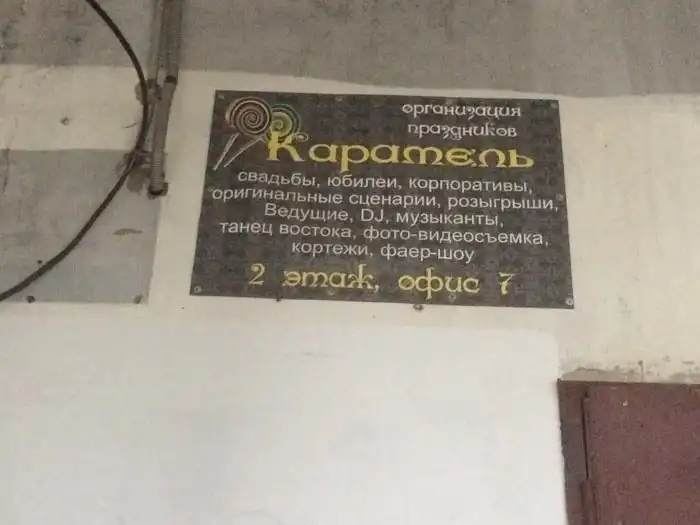 организация
праздников
Карамель
свадьбы, юбилеи, корпоративы,
оригинальные сценарии, розыгрыши,
Ведущие, DJ, музыканты,
танец востока, фото-видеосъемка,
кортежи, фаер-шоу
2 этаж, офис 7